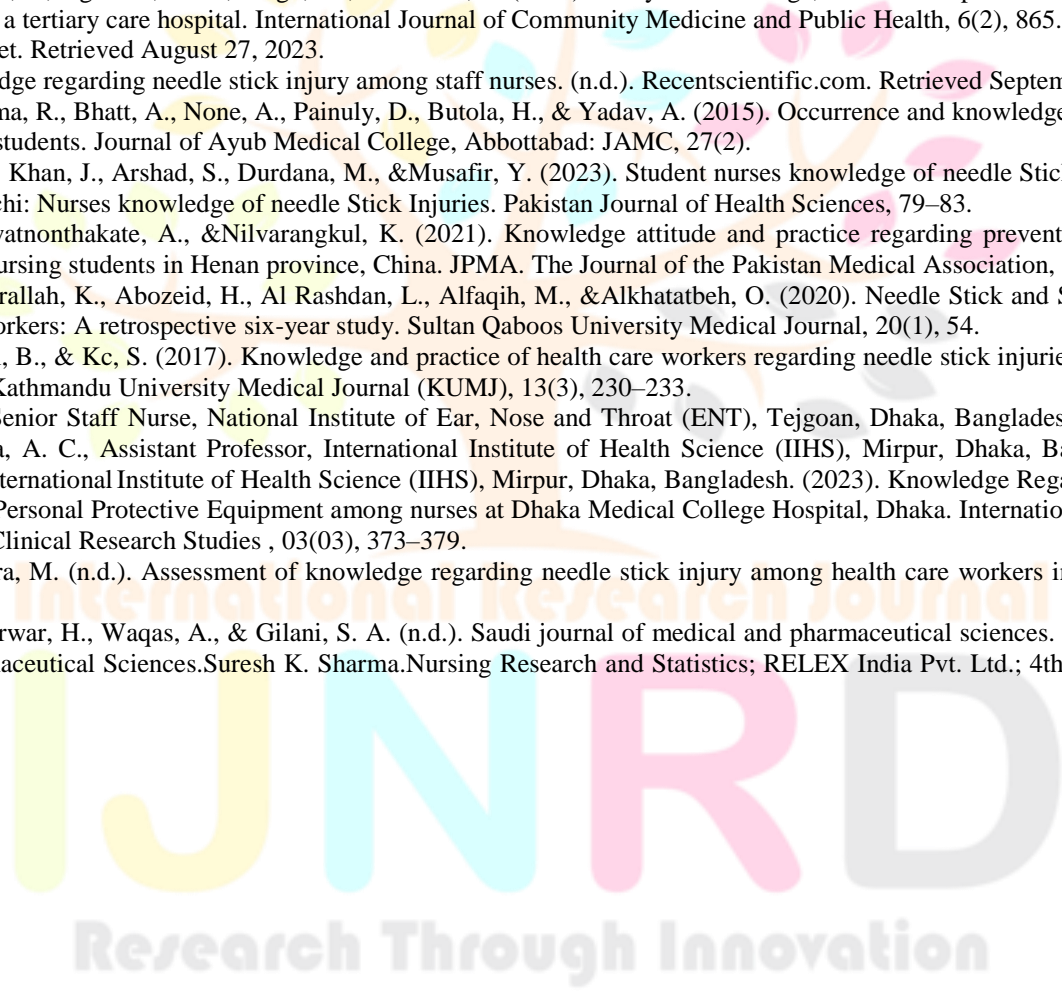 a tertiary care hospital. International Journal of Community Medicine and Public Health, 6(2), 865.
et. Retrieved August 27, 2023.
dge regarding needle stick injury among staff nurses. (n.d.). Recentscientific.com. Retrieved Septem
ma, R., Bhatt, A., None, A., Painuly, D., Butola, H., & Yadav, A. (2015). Occurrence and knowledge
students. Journal of Ayub Medical College, Abbottabad: JAMC, 27(2).
Khan, J., Arshad, S., Durdana, M., &Musafir, Y. (2023). Student nurses knowledge of needle Stic
chi: Nurses knowledge of needle Stick Injuries. Pakistan Journal of Health Sciences, 79–83.
yatnonthakate, A., &Nilvarangkul, K. (2021). Knowledge attitude and practice regarding prevent
ursing students in Henan province, China. JPMA. The Journal of the Pakistan Medical Association,
rallah, K., Abozeid, H., Al Rashdan, L., Alfaqih, M., &Alkhatatbeh, O. (2020). Needle Stick and S
orkers: A retrospective six-year study. Sultan Qaboos University Medical Journal, 20(1), 54.
, B., & Kc, S. (2017). Knowledge and practice of health care workers regarding needle stick injurie
Kathmandu University Medical Journal (KUMJ), 13(3), 230–233.
Senior Staff Nurse, National Institute of Ear, Nose and Throat (ENT), Tejgoan, Dhaka, Banglades
a, A. C., Assistant Professor, International Institute of Health Science (IIHS), Mirpur, Dhaka, Ba
ternational Institute of Health Science (IIHS), Mirpur, Dhaka, Bangladesh. (2023). Knowledge Rega
Personal Protective Equipment among nurses at Dhaka Medical College Hospital, Dhaka. Internatio
Clinical Research Studies , 03(03), 373–379.
ra, M. (n.d.). Assessment of knowledge regarding needle stick injury among health care workers i
International Research Journal
rwar, H., Waqas, A., & Gilani, S. A. (n.d.). Saudi journal of medical and pharmaceutical sciences.
naceutical Sciences.Suresh K. Sharma.Nursing Research and Statistics; RELEX India Pvt. Ltd.; 4th
IJNRD
Research Through Innovation